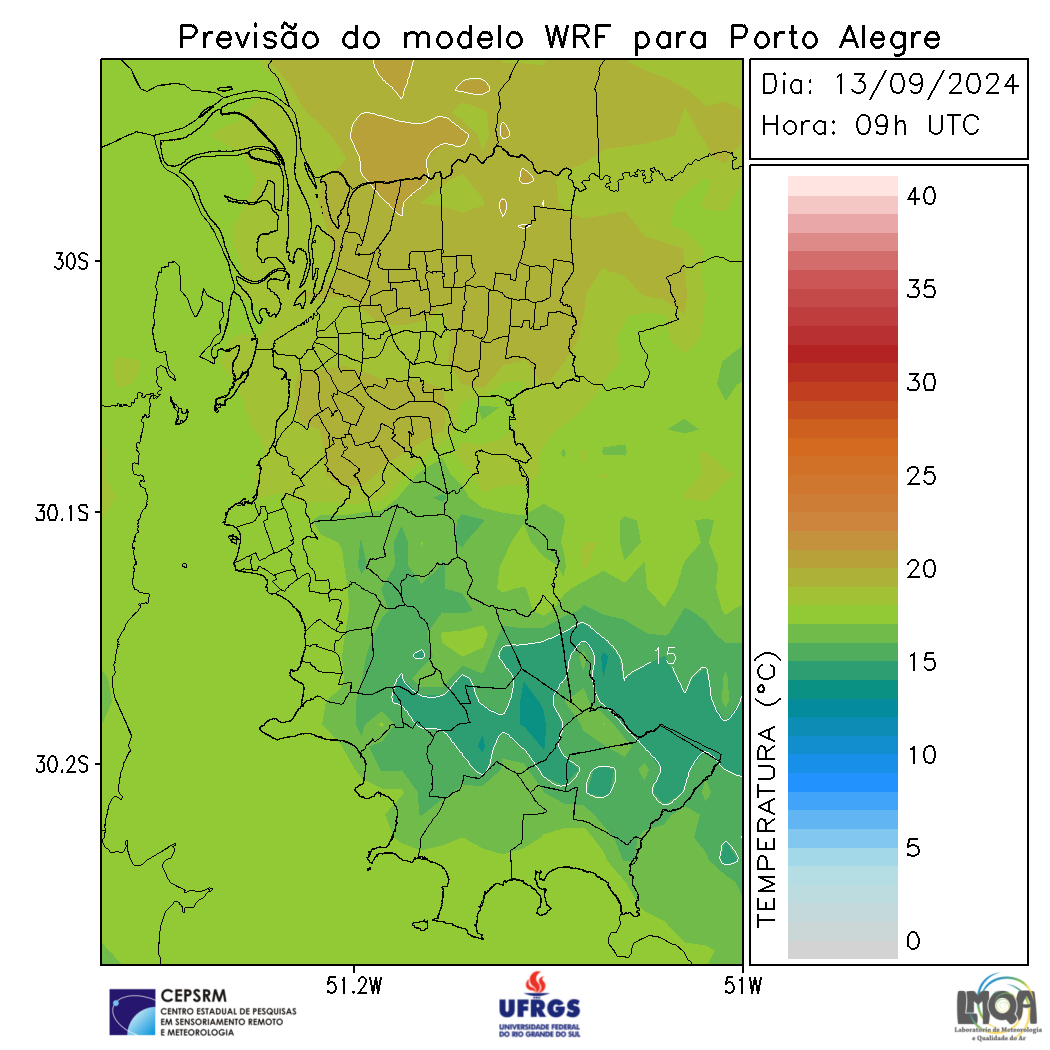 Previsão do modelo WRF para Porto Alegre
Dia: 13/09/2024
Hora: 09h UTC
30S
30.1S
30.2S
51.2W
51W
15
TEMPERATURA (°C)
40
35
30
25
20
15
10
5
0
CEPSRM
CENTRO ESTADUAL DE PESQUISAS
EM SENSORIAMENTO REMOTO
E METEOROLOGIA
UFRGS
UNIVERSIDADE FEDERAL
DO RIO GRANDE DO SUL
LMQA
Laboratório de Meteorologia
e Qualidade do Ar